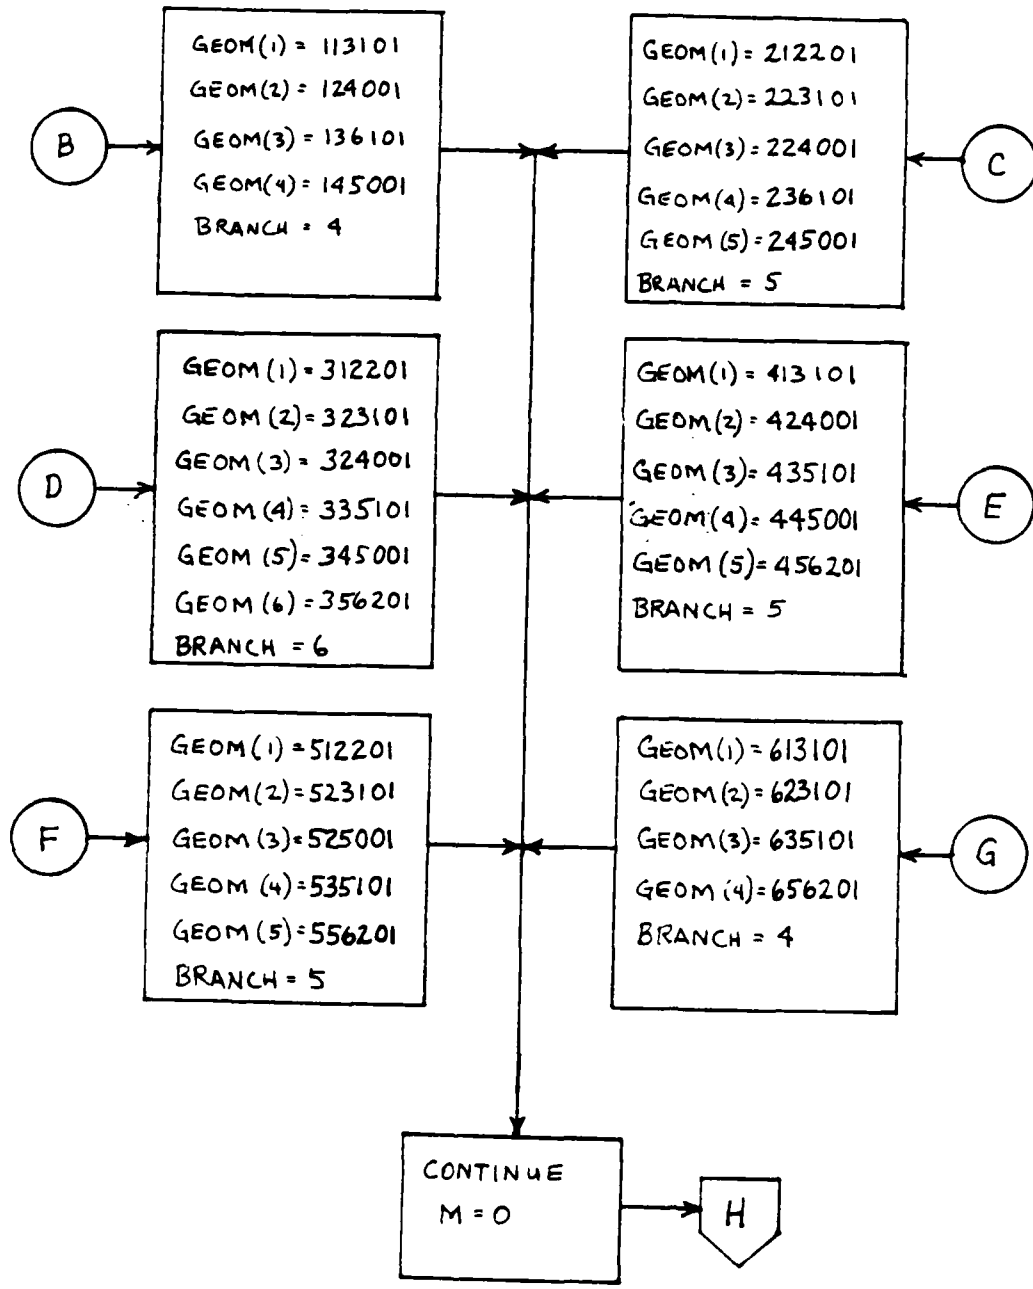 B
GEOM(1) = 113101
GEOM(2) = 124001
GEOM(3) = 136101
GEOM(4) = 145001
BRANCH = 4
GEOM(1) = 212201
GEOM(2) = 223101
GEOM(3) = 224001
GEOM(4) = 236101
GEOM(5) = 245001
BRANCH = 5
C
D
GEOM(1) = 312201
GEOM(2) = 323101
GEOM(3) = 324001
GEOM(4) = 335101
GEOM(5) = 345001
GEOM(6) = 356201
BRANCH = 6
GEOM(1) = 413101
GEOM(2) = 424001
GEOM(3) = 435101
GEOM(4) = 445001
GEOM(5) = 456201
BRANCH = 5
E
F
GEOM(1) = 512201
GEOM(2) = 523101
GEOM(3) = 525001
GEOM(4) = 535101
GEOM(5) = 556201
BRANCH = 5
GEOM(1) = 613101
GEOM(2) = 623101
GEOM(3) = 635101
GEOM(4) = 656201
BRANCH = 4
G
CONTINUE
M = 0
H